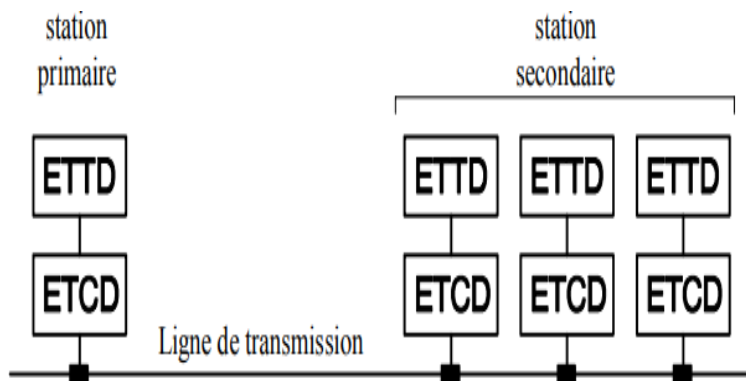 station
primaire
station
secondaire
ETTD
ETTD
ETTD
ETTD
ETCD
ETCD
ETCD
ETCD
Ligne de transmission